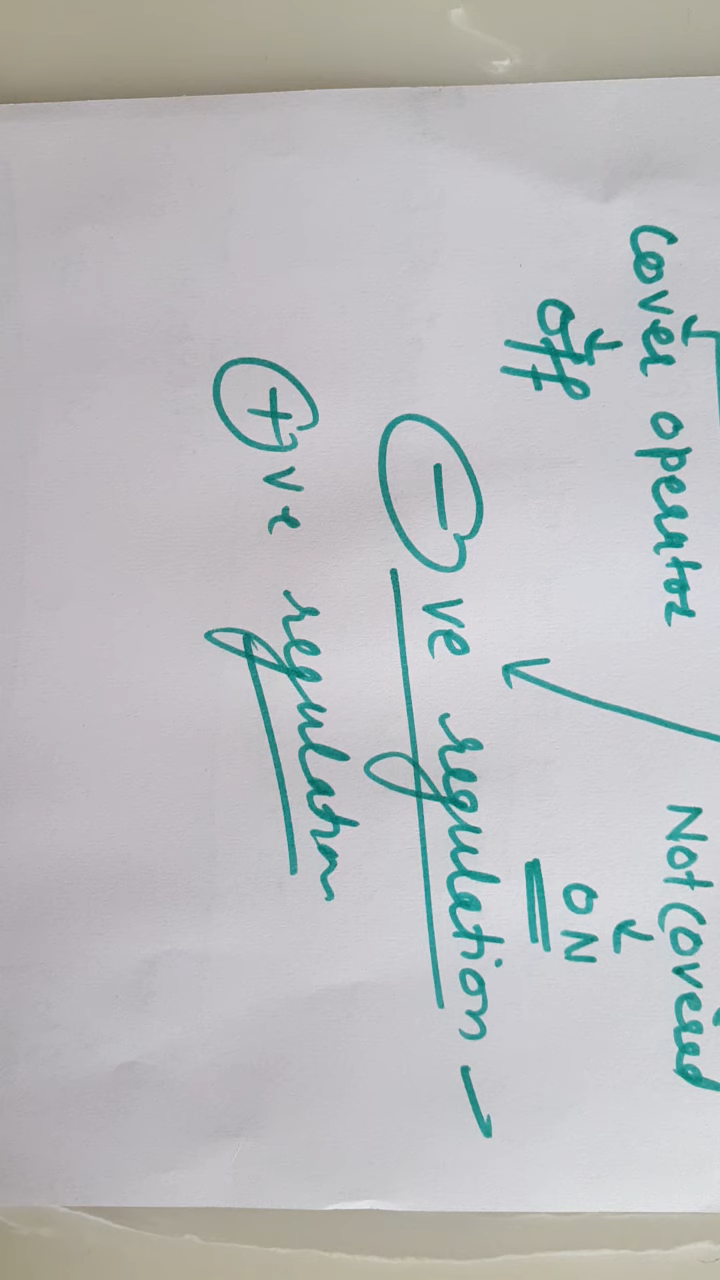 Cover operator Not Covered
off ON
⊖ve regulation →
⊕ve regulation